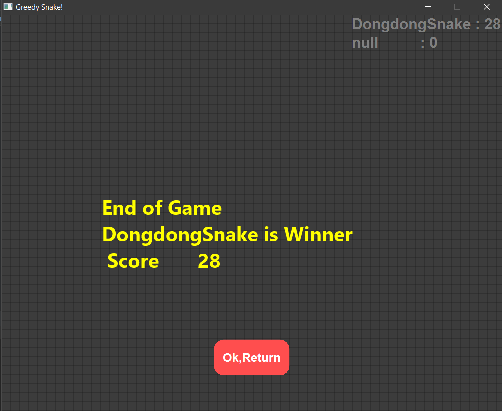 Greedy Snake!
DongdongSnake : 28
null : 0
End of Game
DongdongSnake is Winner
Score 28
Ok,Return